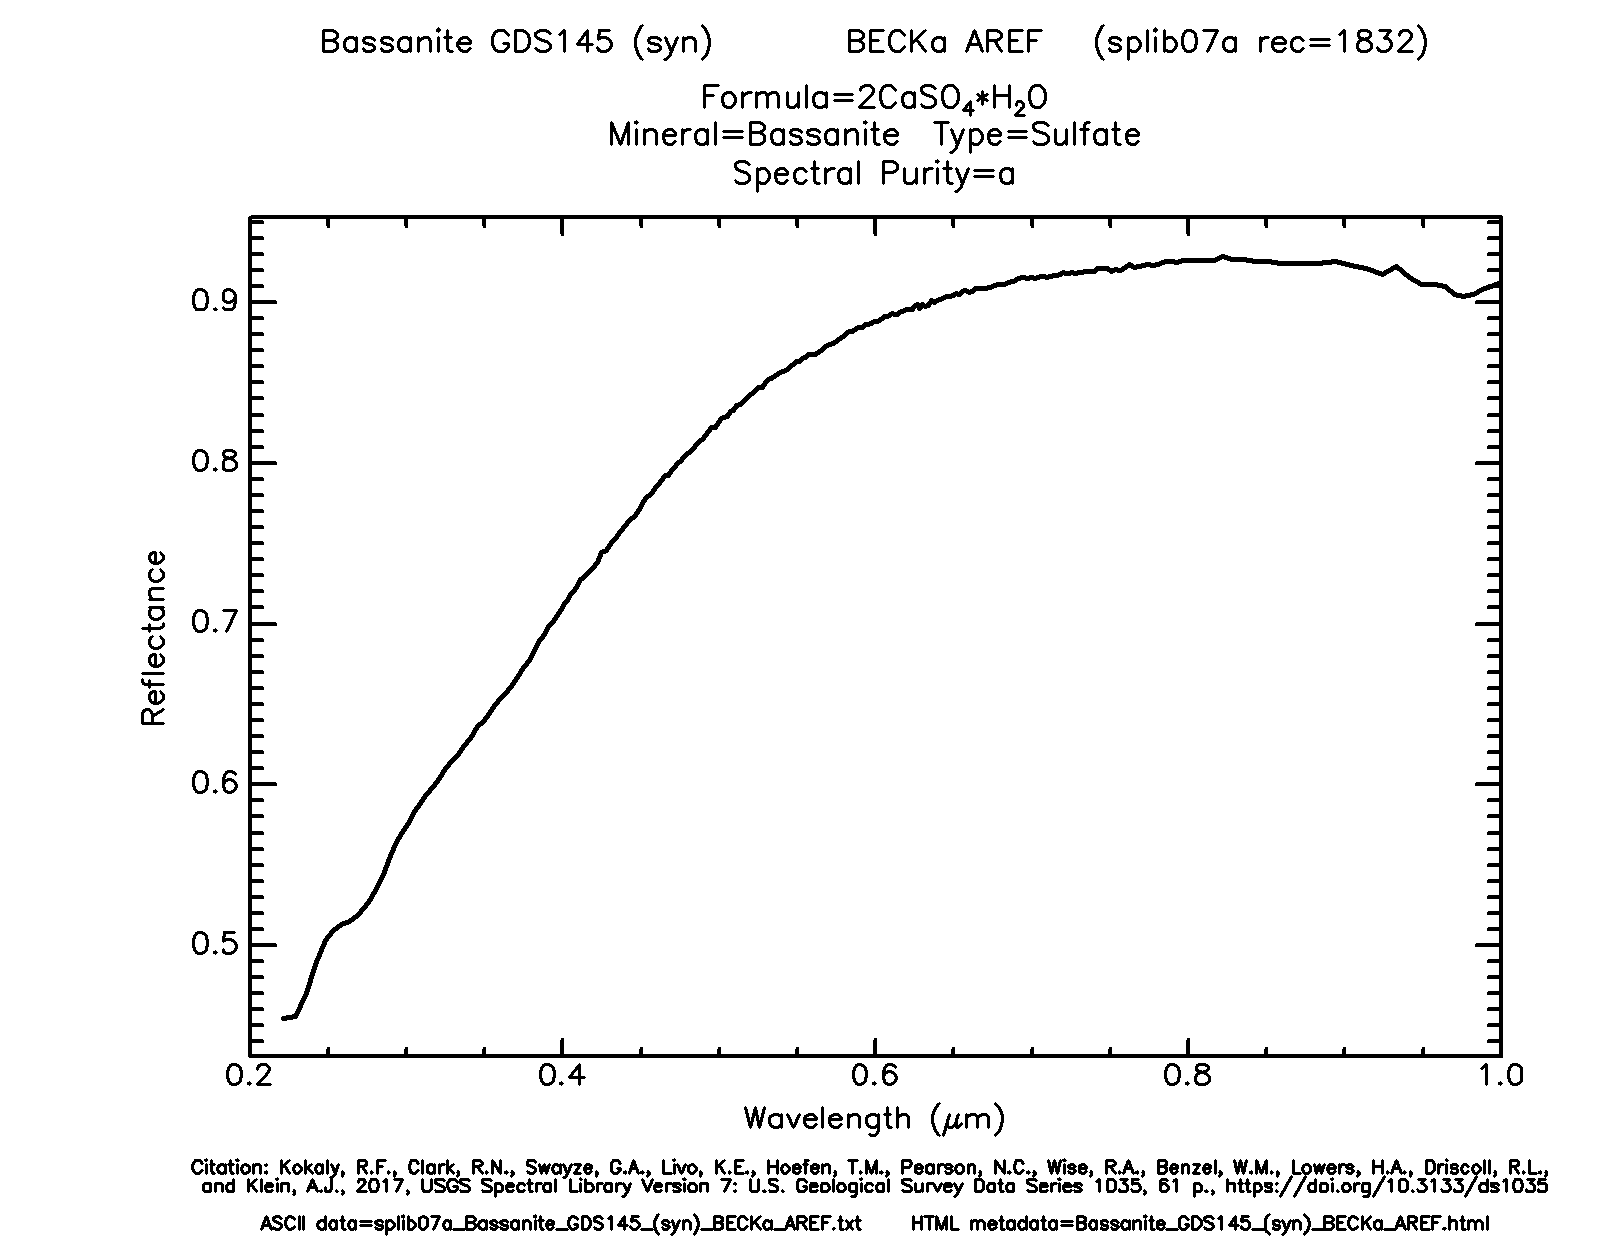 Bassanite GDS145 (syn) BECKa AREF (splib07a rec=1832)
Formula=2CaSO₄*H₂O
Mineral=Bassanite Type=Sulfate
Spectral Purity=a
0.9
0.8
0.7
0.6
0.5
Reflectance
0.2 0.4 0.6 0.8 1.0
Wavelength (μm)
Citation: Kokaly, R.F., Clark, R.N., Swayze, G.A., Livo, K.E., Hoefen, T.M., Pearson, N.C., Wise, R.A., Benzel, W.M., Lowers, H.A., Driscoll, R.L.,
and Klein, A.J., 2017, USGS Spectral Library Version 7: U.S. Geological Survey Data Series 1035, 61 p., https://doi.org/10.3133/ds1035
ASCII data=splib07a_Bassanite_GDS145_(syn)_BECKa_AREF.txt HTML metadata=Bassanite_GDS145_(syn)_BECKa_AREF.html